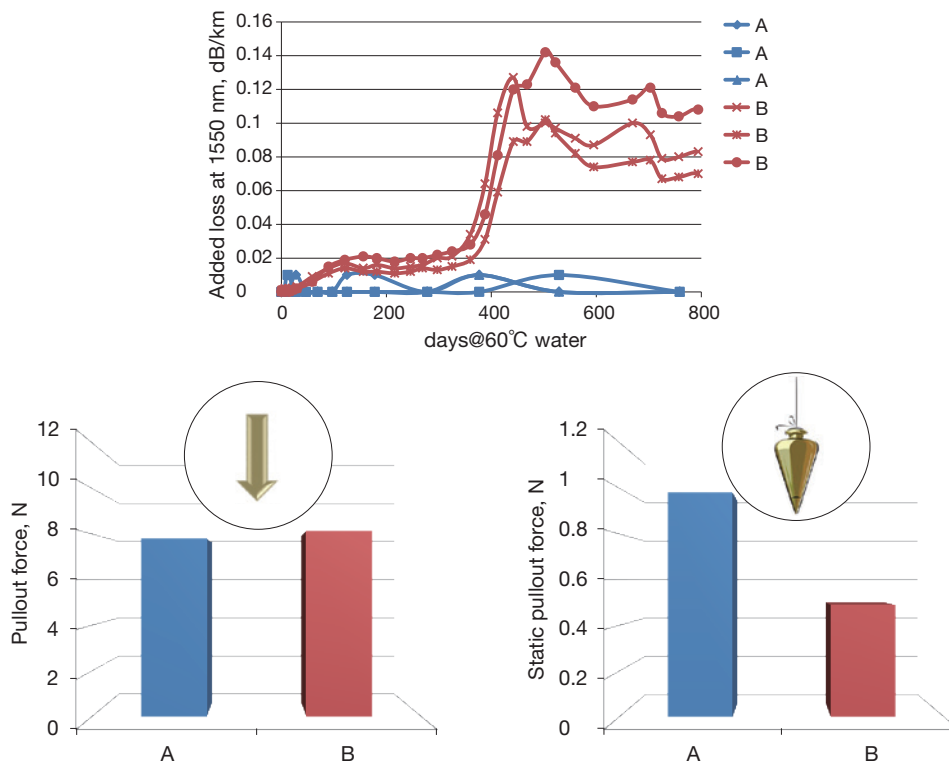 Added loss at 1550 nm, dB/km
0.16
0.14
0.12
0.1
0.08
0.06
0.04
0.02
0
0
200
400
600
800
days@60℃ water
A
A
A
B
B
B
Pullout force, N
12
10
8
6
4
2
0
A
B
Static pullout force, N
1.2
1
0.8
0.6
0.4
0.2
0
A
B